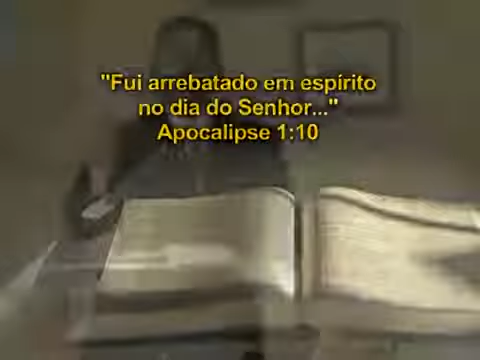 "Fui arrebatado em espírito
no dia do Senhor..."
Apocalipse 1:10